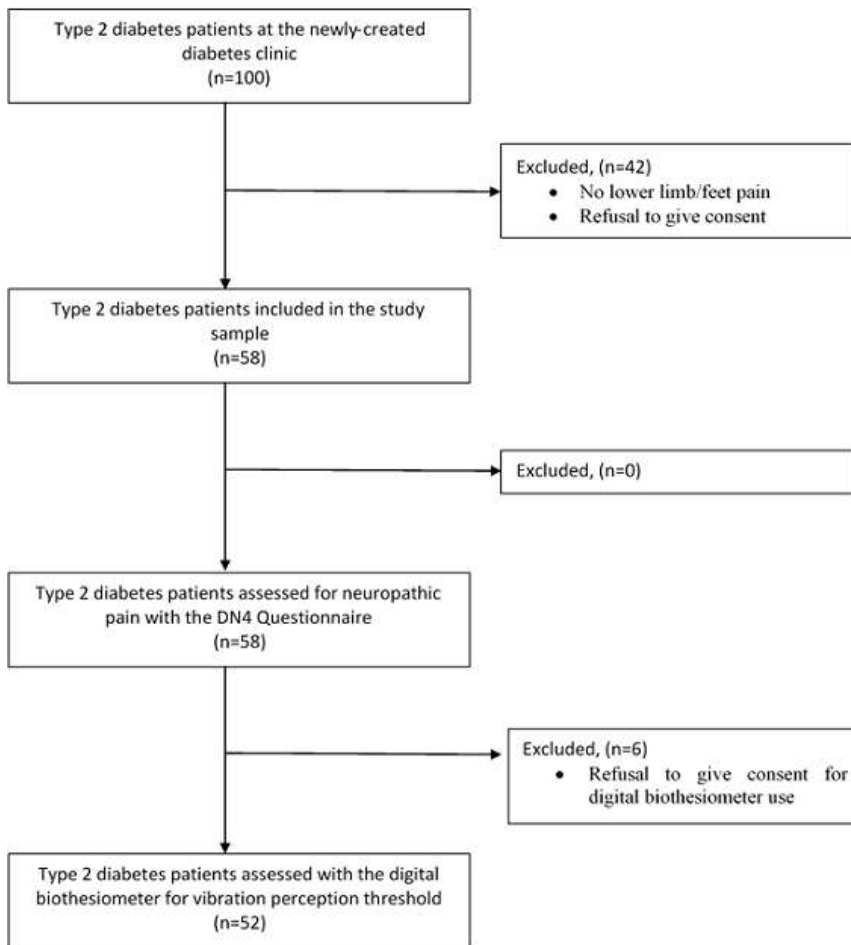 Type 2 diabetes patients at the newly-created
diabetes clinic
(n=100)
Excluded, (n=42)
• No lower limb/feet pain
• Refusal to give consent
Type 2 diabetes patients included in the study
sample
(n=58)
Excluded, (n=0)
Type 2 diabetes patients assessed for neuropathic
pain with the DN4 Questionnaire
(n=58)
Excluded, (n=6)
• Refusal to give consent for
digital biothesiometer use
Type 2 diabetes patients assessed with the digital
biothesiometer for vibration perception threshold
(n=52)